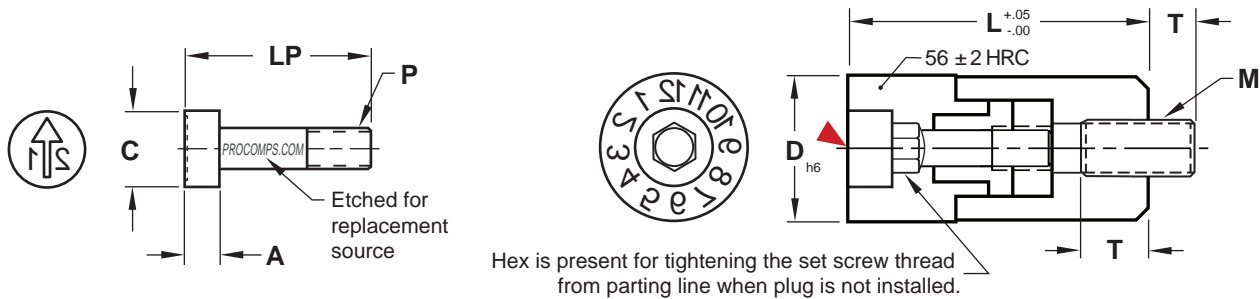 LP
P
C
PROCOMPS.COM
Etched for
replacement
source
A
21
L +.05 -.00
T
56 ± 2 HRC
M
D h6
T
1 2 3 4 5 6 7 8 9 10 11 12
Hex is present for tightening the set screw thread
from parting line when plug is not installed.